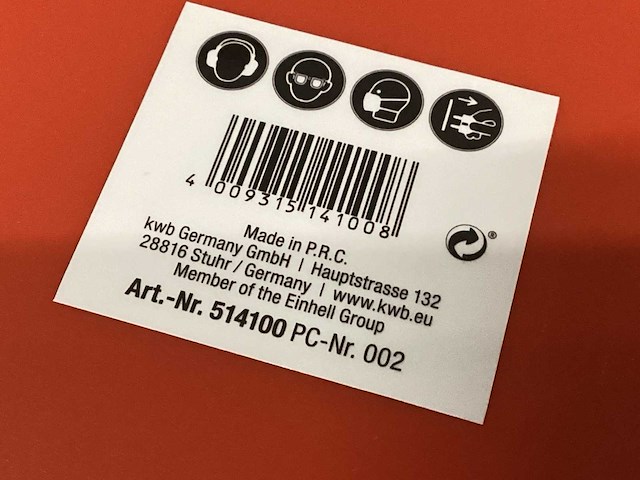 4 009315 141008
®
Made in P.R.C.
kwb Germany GmbH | Hauptstrasse 132
28816 Stuhr / Germany | www.kwb.eu
Member of the Einhell Group
Art.-Nr. 514100 PC-Nr. 002